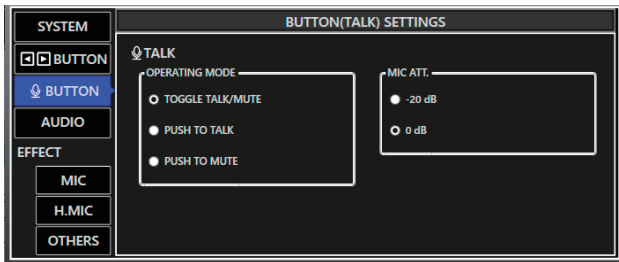 SYSTEM
BUTTON
BUTTON
AUDIO
EFFECT
MIC
H.MIC
OTHERS
BUTTON(TALK) SETTINGS
TALK
OPERATING MODE
TOGGLE TALK/MUTE
PUSH TO TALK
PUSH TO MUTE
MIC ATT.
-20 dB
0 dB